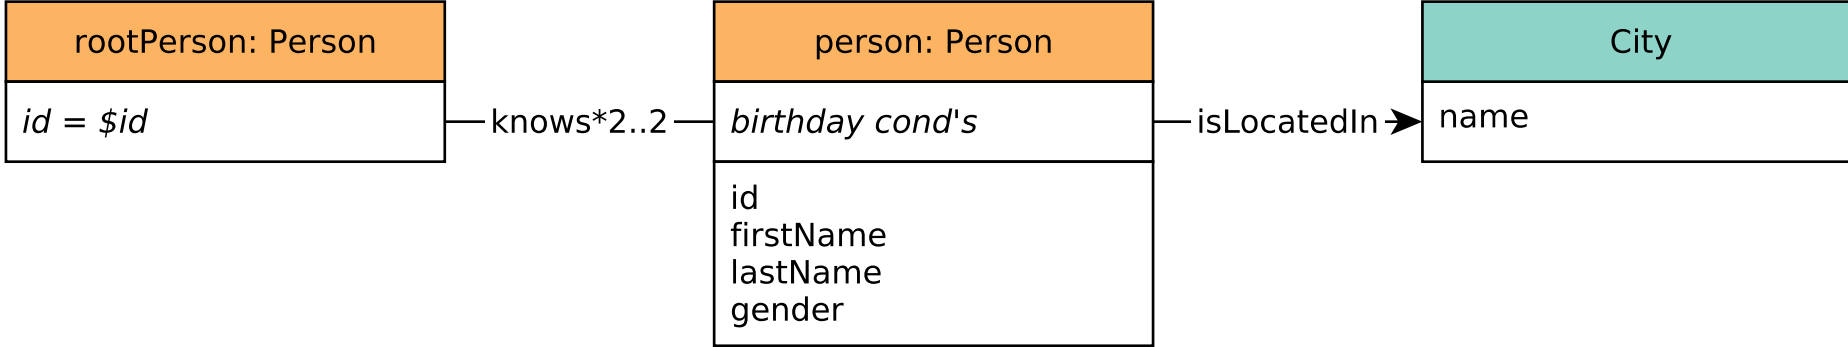 rootPerson: Person
id = $id
knows*2..2
person: Person
birthday cond's
id
firstName
lastName
gender
isLocatedIn
City
name